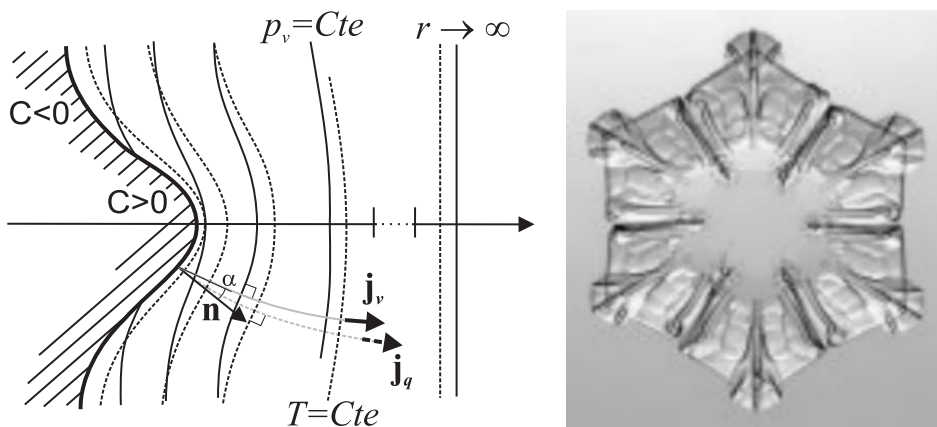 p_v=Cte
r → ∞
C<0
C>0
α
n
j_v
j_q
T=Cte